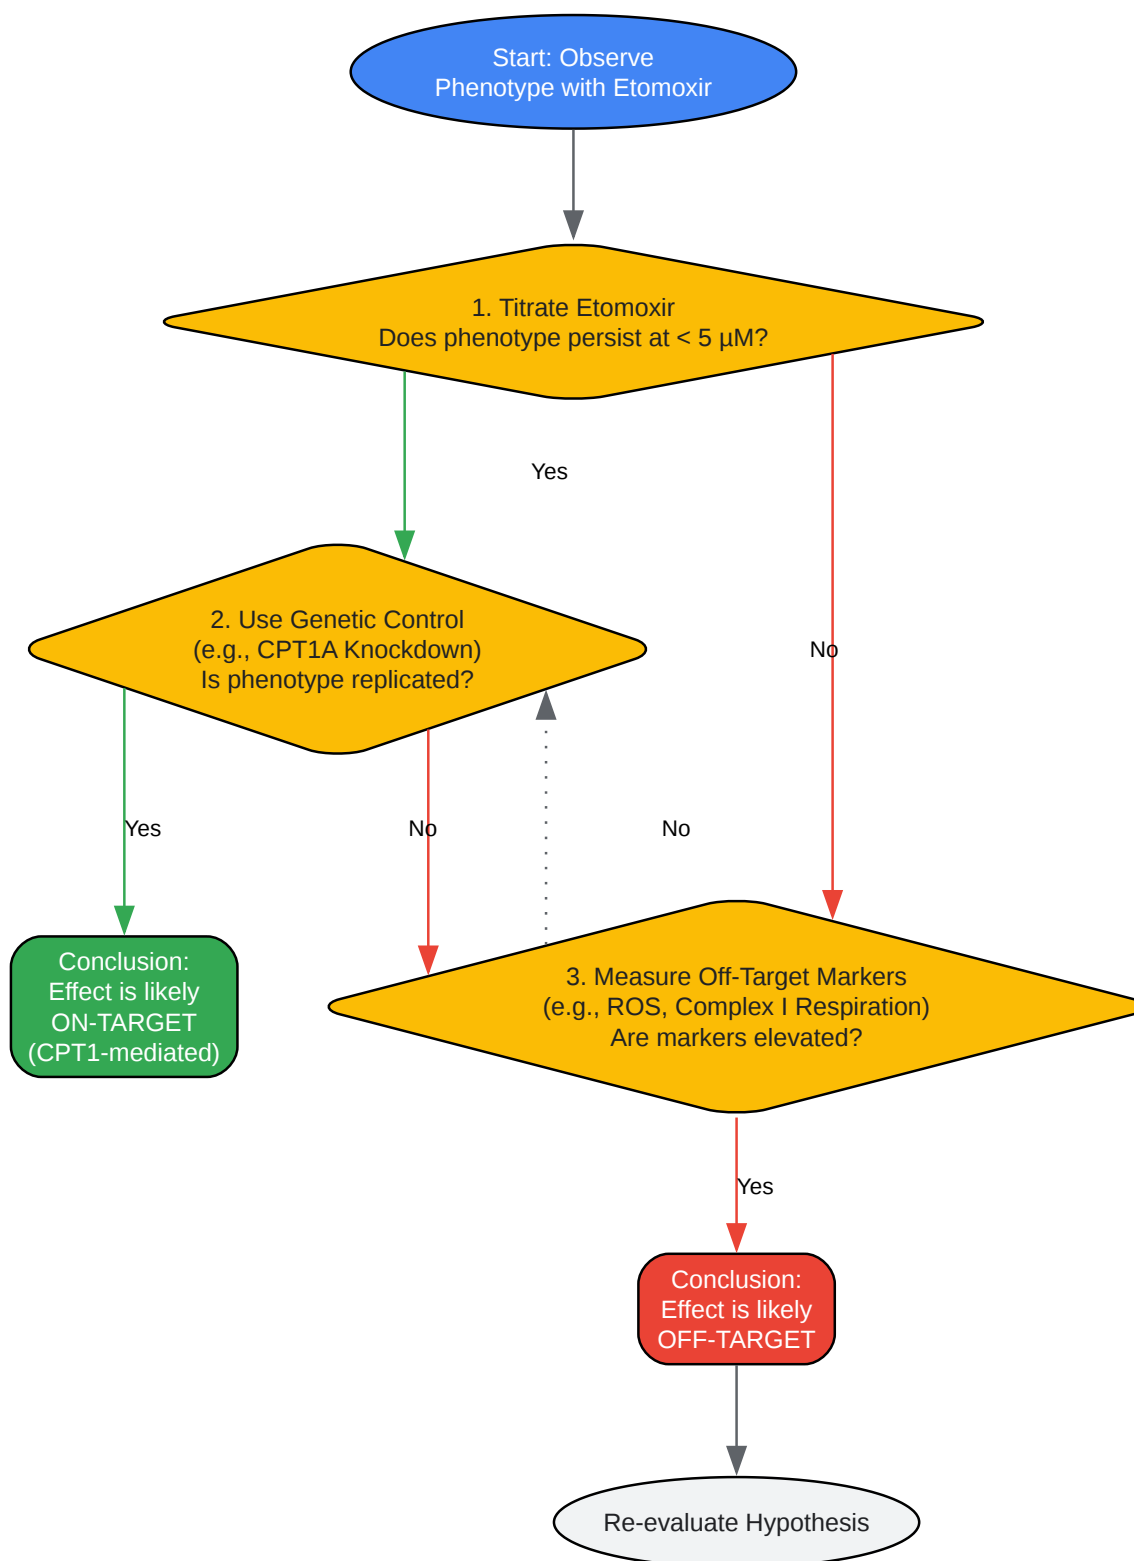 Start: Observe
Phenotype with Etomoxir
1. Titrate Etomoxir
Does phenotype persist at < 5 µM?
Yes
2. Use Genetic Control
(e.g., CPT1A Knockdown)
Is phenotype replicated?
No
Yes
No
No
Conclusion:
Effect is likely
ON-TARGET
(CPT1-mediated)
3. Measure Off-Target Markers
(e.g., ROS, Complex I Respiration)
Are markers elevated?
Yes
Conclusion:
Effect is likely
OFF-TARGET
Re-evaluate Hypothesis